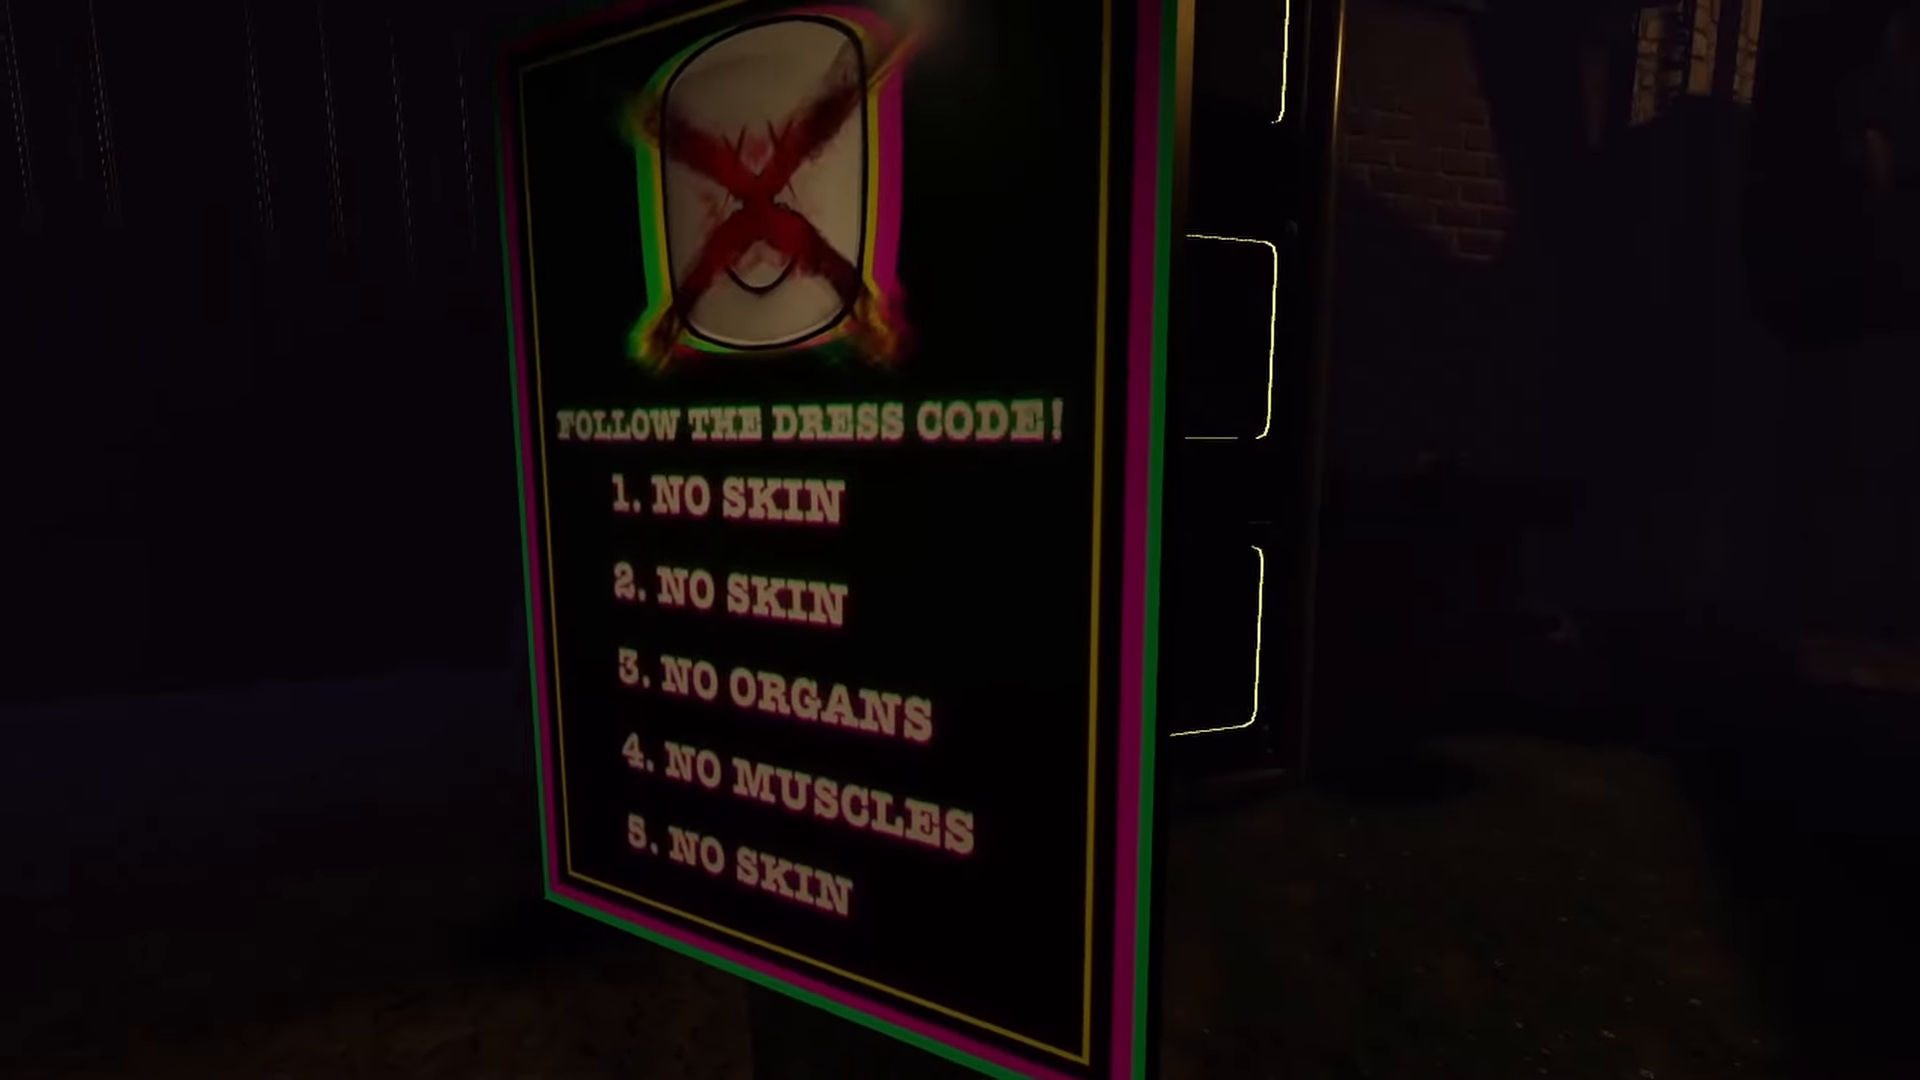 FOLLOW THE DRESS CODE!
1. NO SKIN
2. NO SKIN
3. NO ORGANS
4. NO MUSCLES
5. NO SKIN